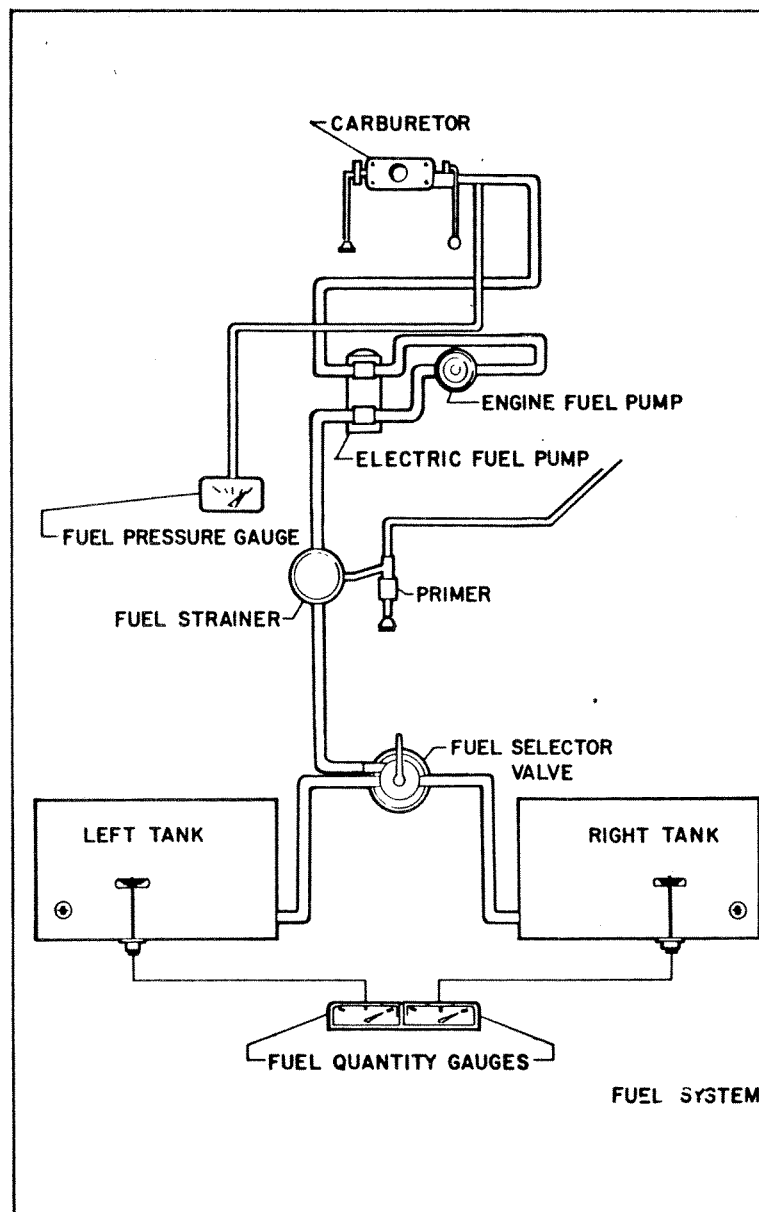 CARBURETOR
ENGINE FUEL PUMP
ELECTRIC FUEL PUMP
FUEL PRESSURE GAUGE
PRIMER
FUEL STRAINER
FUEL SELECTOR
VALVE
LEFT TANK
RIGHT TANK
FUEL QUANTITY GAUGES
FUEL SYSTEM